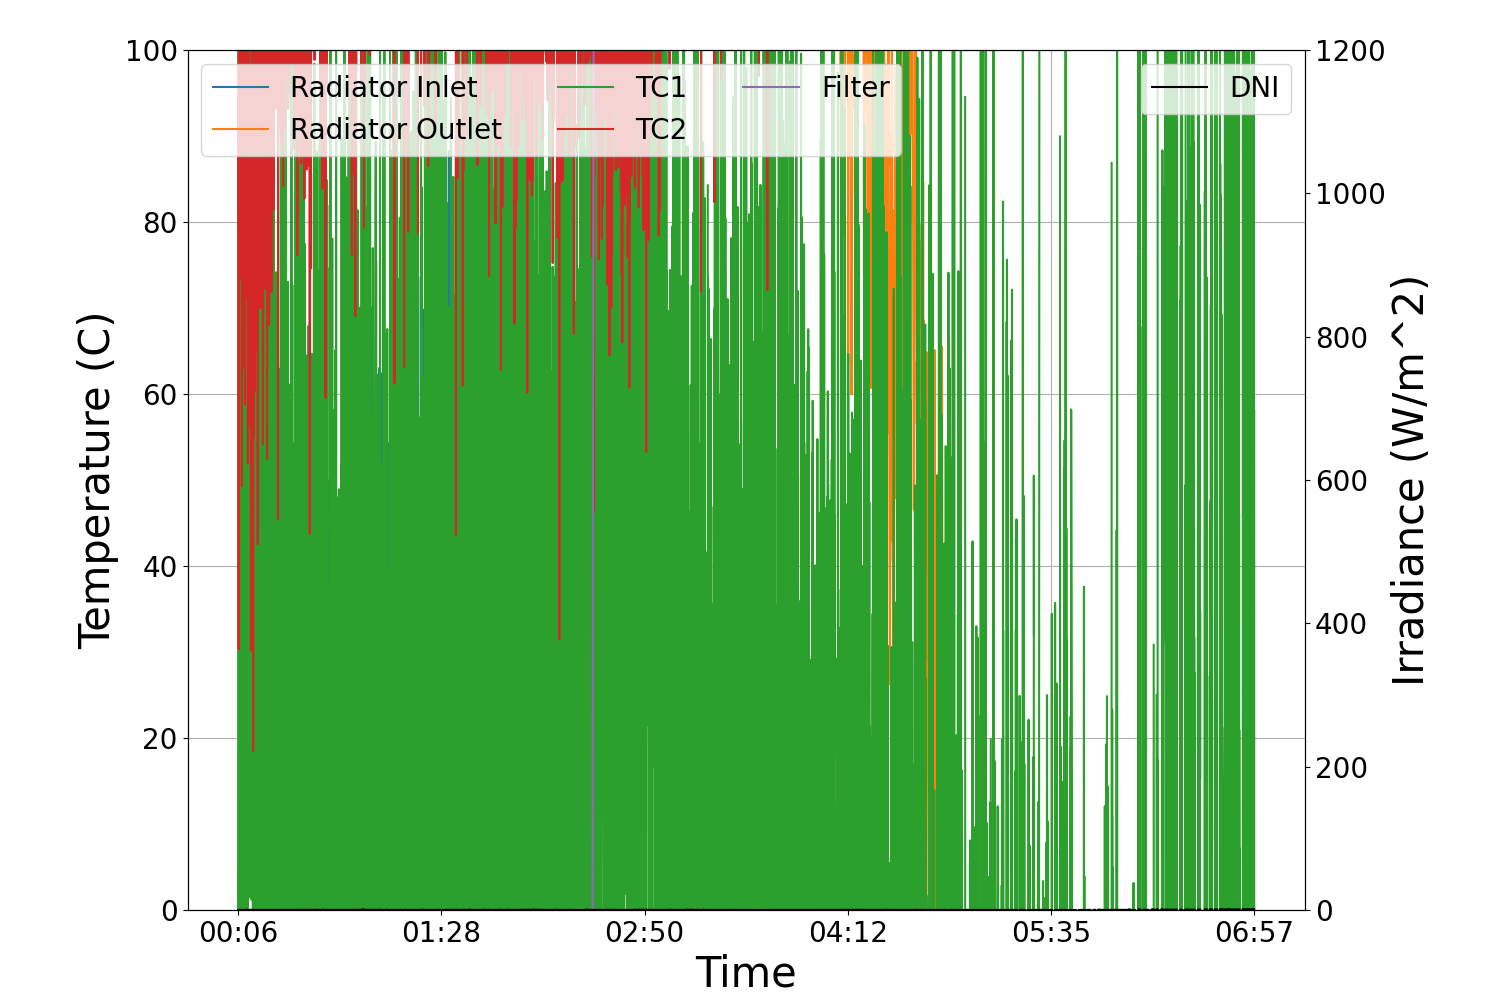 100
80
60
40
20
0
Temperature (C)
Radiator Inlet
Radiator Outlet
TC1
TC2
Filter
DNI
1200
1000
800
600
400
200
0
Irradiance (W/m^2)
00:06
01:28
02:50
04:12
05:35
06:57
Time